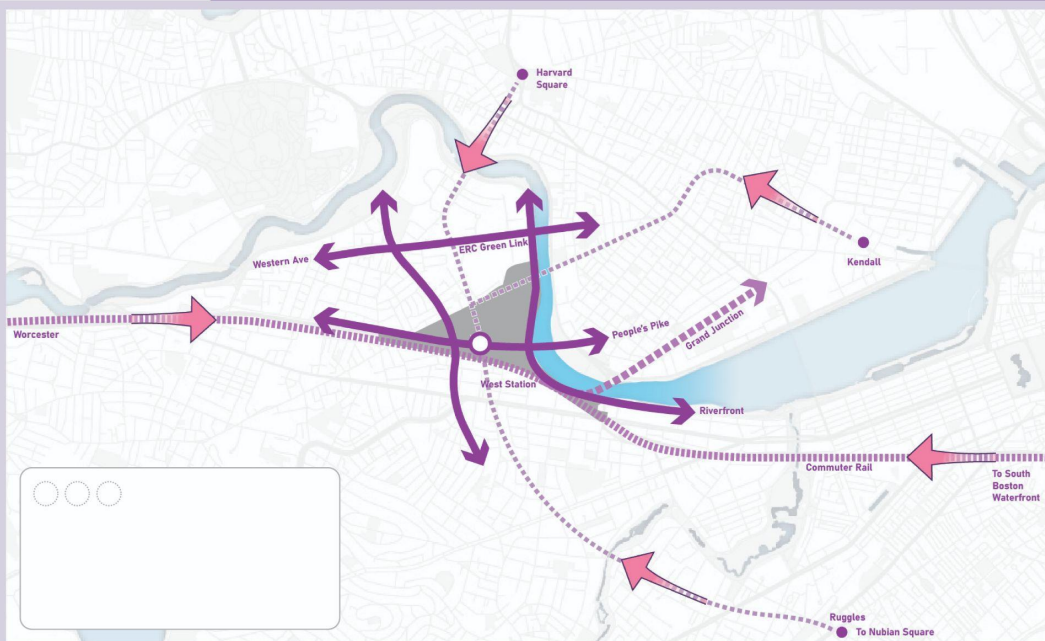 Harvard
Square
ERC Green Link
Western Ave
Kendall
Worcester
People's Pike
Grand Junction
West Station
Riverfront
Commuter Rail
To South
Boston
Waterfront
Ruggles
To Nubian Square